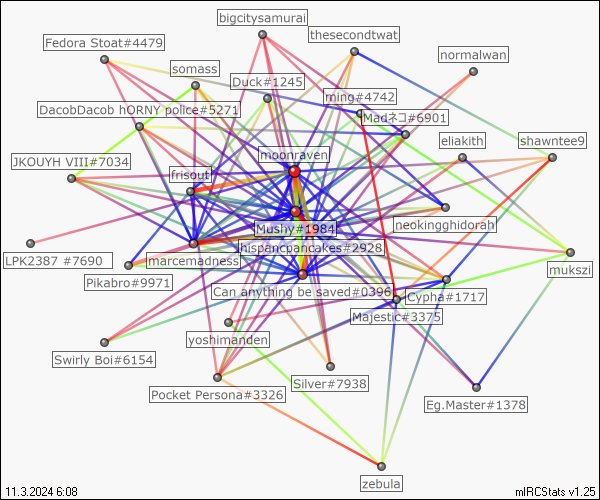 bigcitysamurai
thesecondtwat
Fedora Stoat#4479
normalwan
somass
Duck#1245
ming#4742
DacobDacob hORNY police#5271
Madネコ#6901
eliakith
shawntee9
moonraven
JKOUYH VIII#7034
frisout
Mushy#1984
neokingghidorah
hispancpancakes#2928
LPK2387 #7690
marcemadness
mukszi
Pikabro#9971
Can anything be saved#0396
Cypha#1717
Majestic#3375
yoshimanden
Swirly Boi#6154
Silver#7938
Pocket Persona#3326
Eg.Master#1378
zebula
11.3.2024 6:08
mIRCStats v1.25